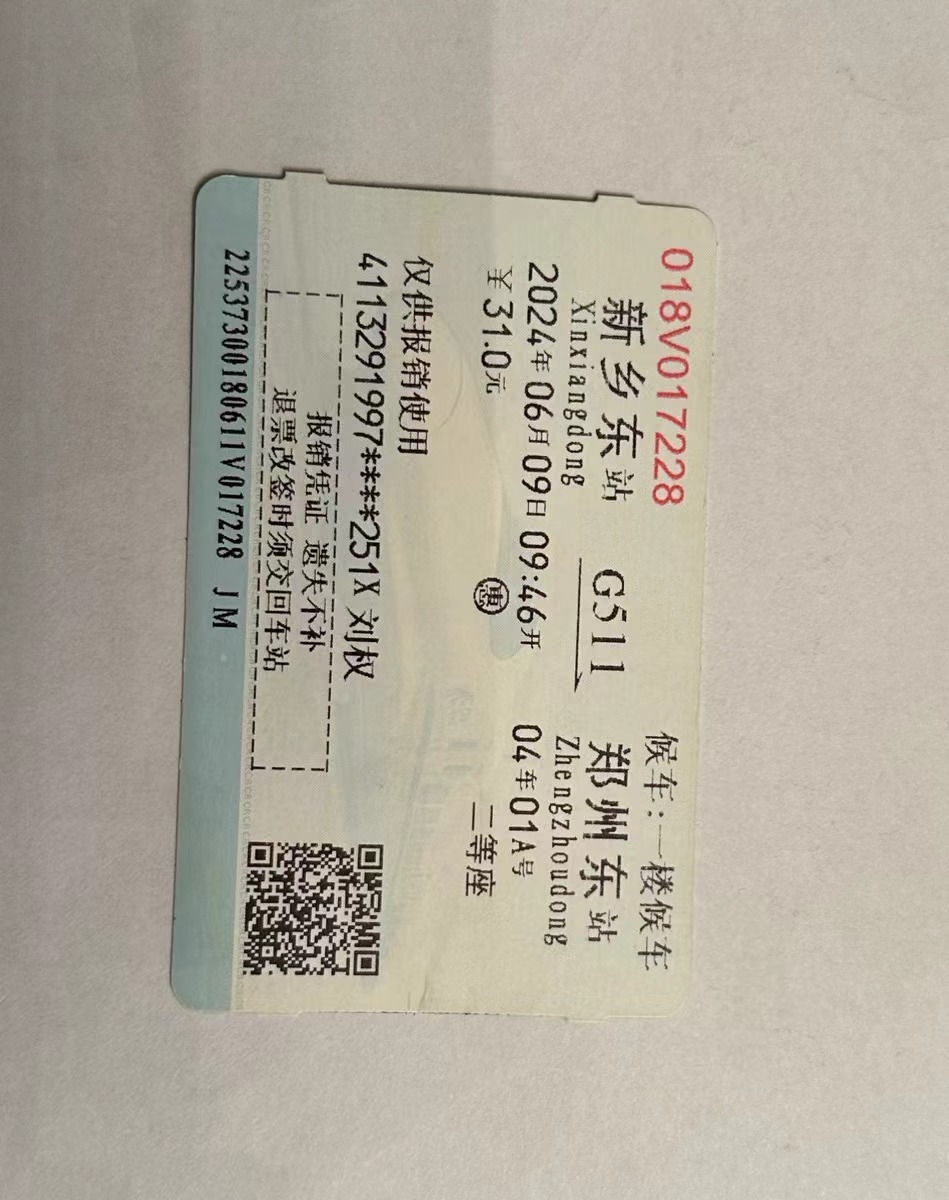 018V017228 候车:一楼候车
新乡东站 G511 郑州东站
Xinxiangdong Zhengzhoudong
2024年06月09日 09:46开 04车01A号
¥31.0元 惠 二等座
仅供报销使用
4113291997****251X 刘权
报销凭证 遗失不补
退票改签时须交回车站
22537300180611V017228 JM